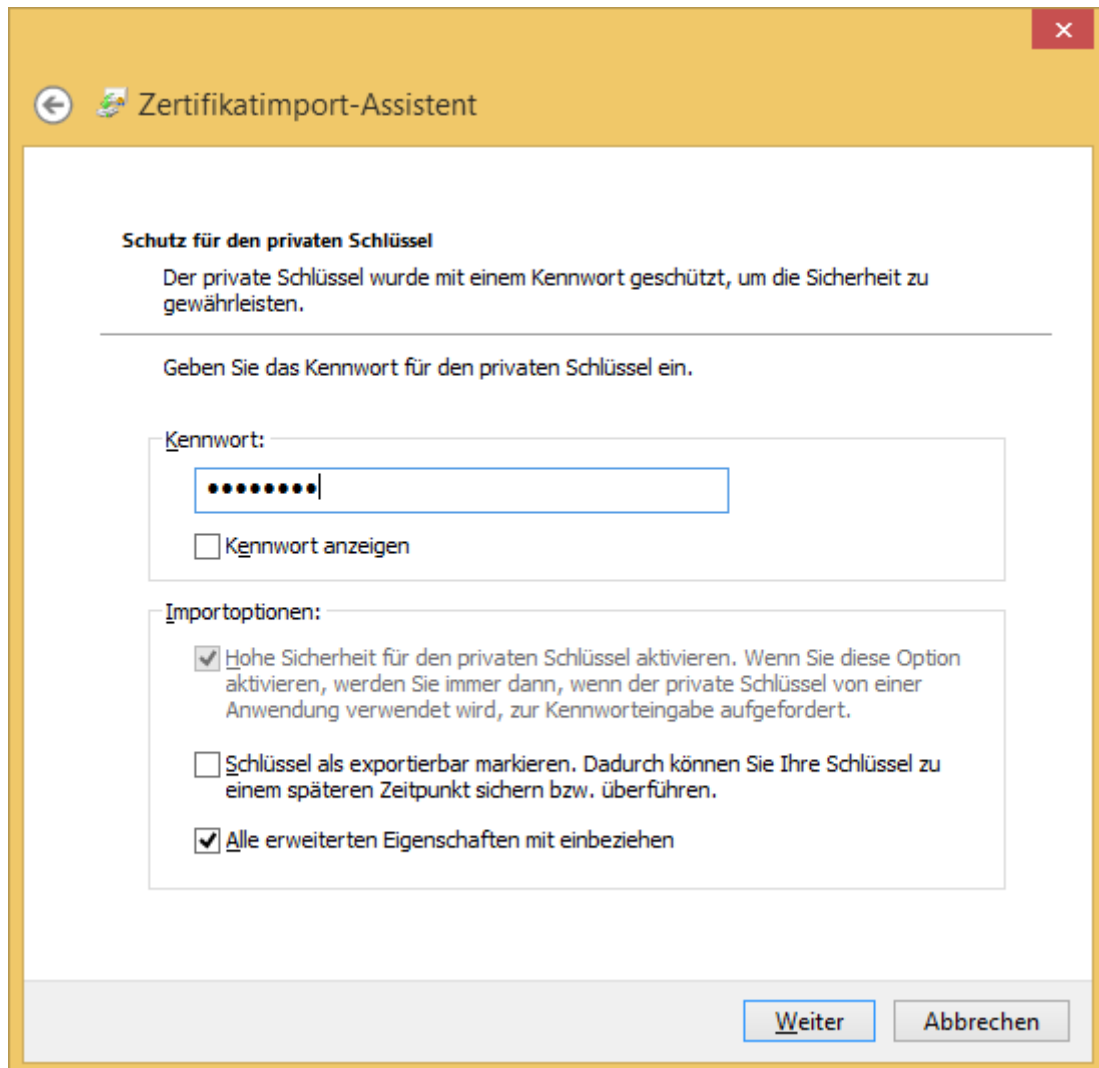 Zertifikatimport-Assistent
Schutz für den privaten Schlüssel
Der private Schlüssel wurde mit einem Kennwort geschützt, um die Sicherheit zu
gewährleisten.
Geben Sie das Kennwort für den privaten Schlüssel ein.
Kennwort:
••••••••
Kennwort anzeigen
Importoptionen:
Hohe Sicherheit für den privaten Schlüssel aktivieren. Wenn Sie diese Option
aktivieren, werden Sie immer dann, wenn der private Schlüssel von einer
Anwendung verwendet wird, zur Kennworteingabe aufgefordert.
Schlüssel als exportierbar markieren. Dadurch können Sie Ihre Schlüssel zu
einem späteren Zeitpunkt sichern bzw. überführen.
Alle erweiterten Eigenschaften mit einbeziehen
Weiter
Abbrechen